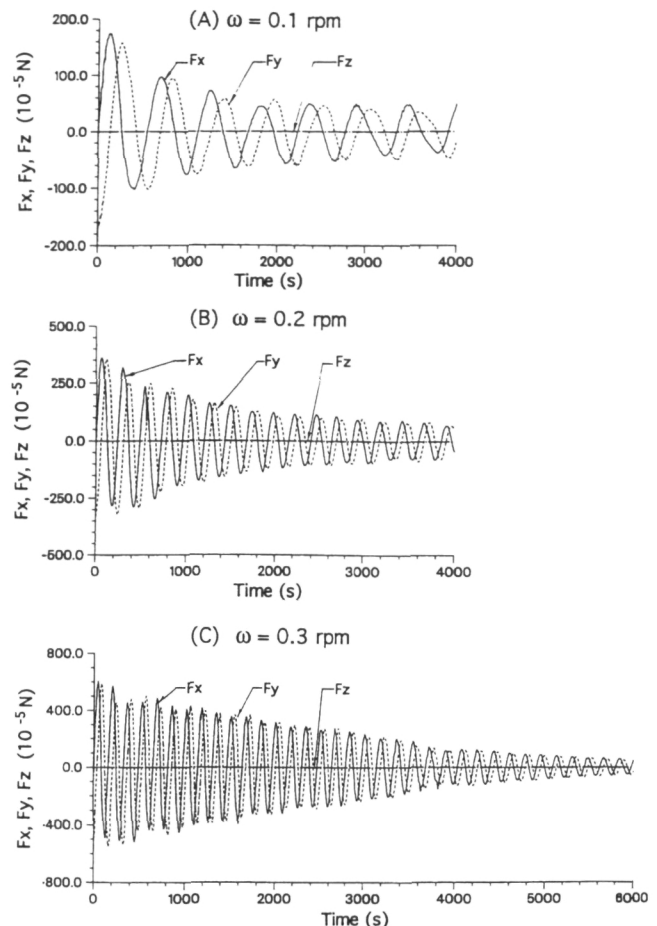 (A) ω = 0.1 rpm
Fx, Fy, Fz (10 -5 N)
200.0
100.0
0.0
-100.0
-200.0
Fx
Fy
Fz
0
1000
2000
3000
4000
Time (s)
(B) ω = 0.2 rpm
Fx, Fy, Fz (10 -5 N)
500.0
250.0
0.0
-250.0
-500.0
Fx
Fy
Fz
0
1000
2000
3000
4000
Time (s)
(C) ω = 0.3 rpm
Fx, Fy, Fz (10 -5 N)
800.0
400.0
0.0
-400.0
-800.0
Fx
Fy
Fz
0
1000
2000
3000
4000
5000
6000
Time (s)